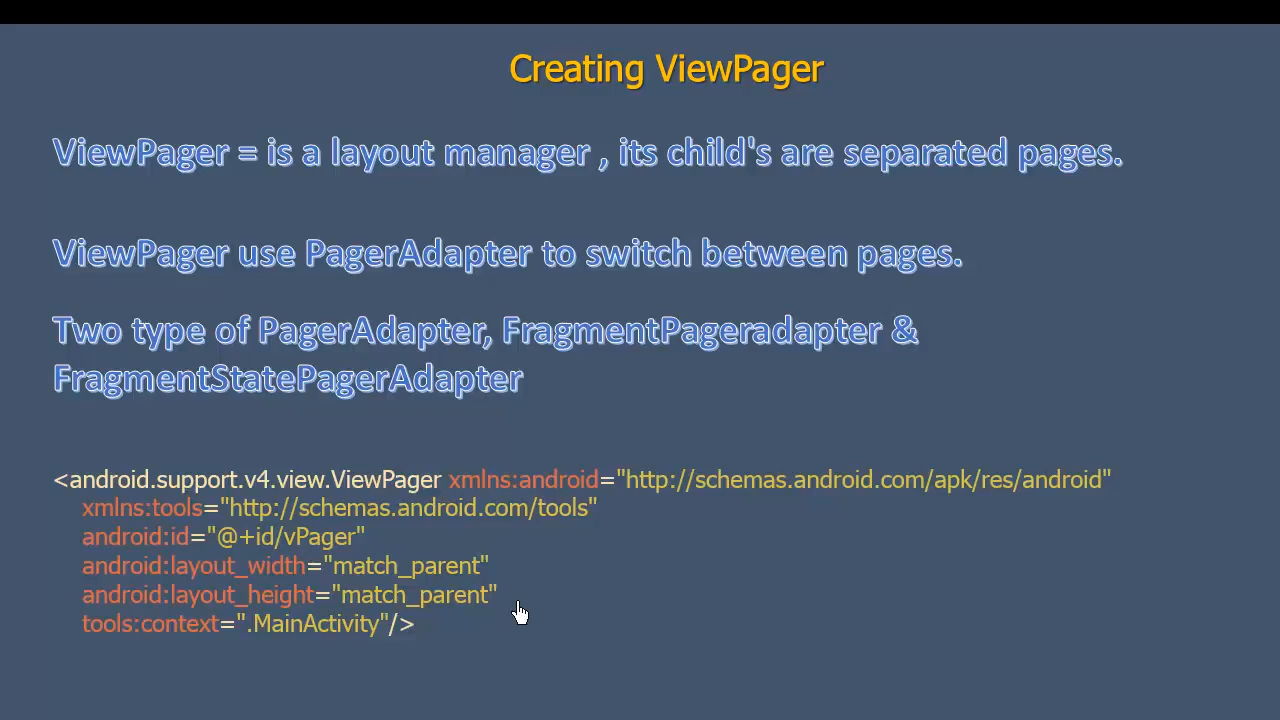 Creating ViewPager
ViewPager = is a layout manager , its child's are separated pages.
ViewPager use PagerAdapter to switch between pages.
Two type of PagerAdapter, FragmentPageradapter &
FragmentStatePagerAdapter
<android.support.v4.view.ViewPager xmlns:android="http://schemas.android.com/apk/res/android"
xmlns:tools="http://schemas.android.com/tools"
android:id="@+id/vPager"
android:layout_width="match_parent"
android:layout_height="match_parent"
tools:context=".MainActivity"/>